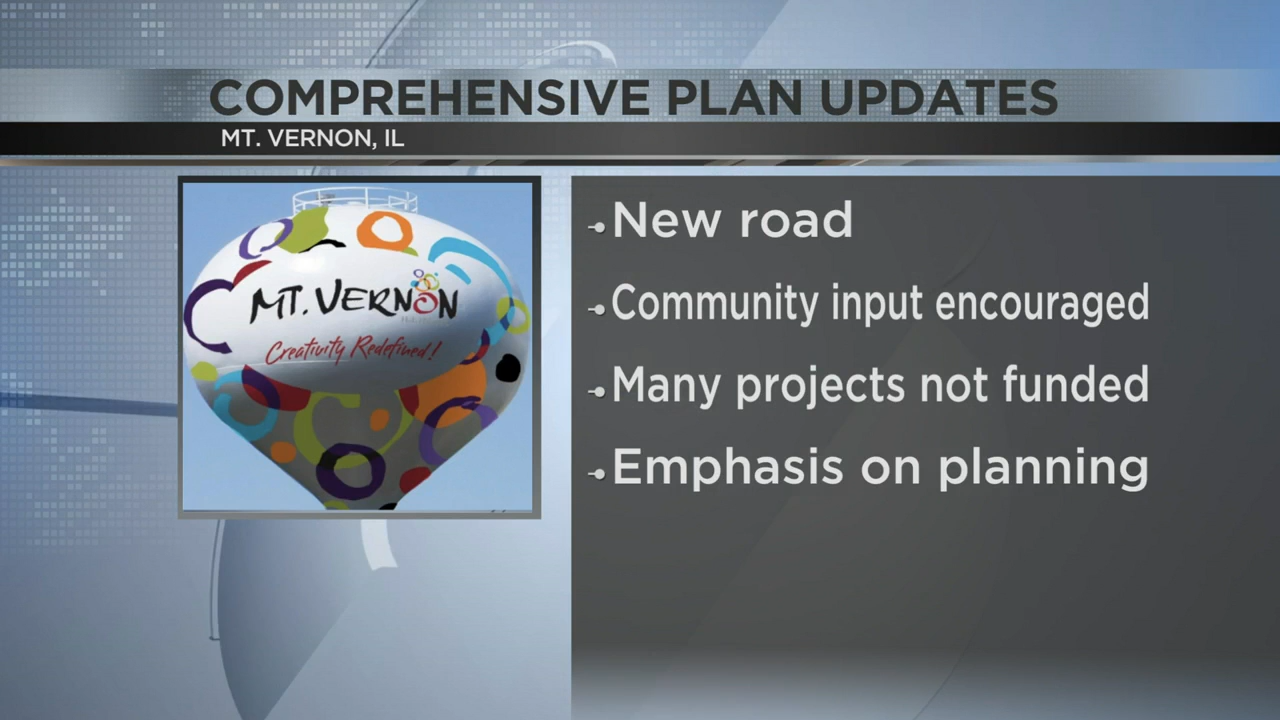 COMPREHENSIVE PLAN UPDATES
MT. VERNON, IL
MT. VERNON
Creativity Redefined!
New road
Community input encouraged
Many projects not funded
Emphasis on planning